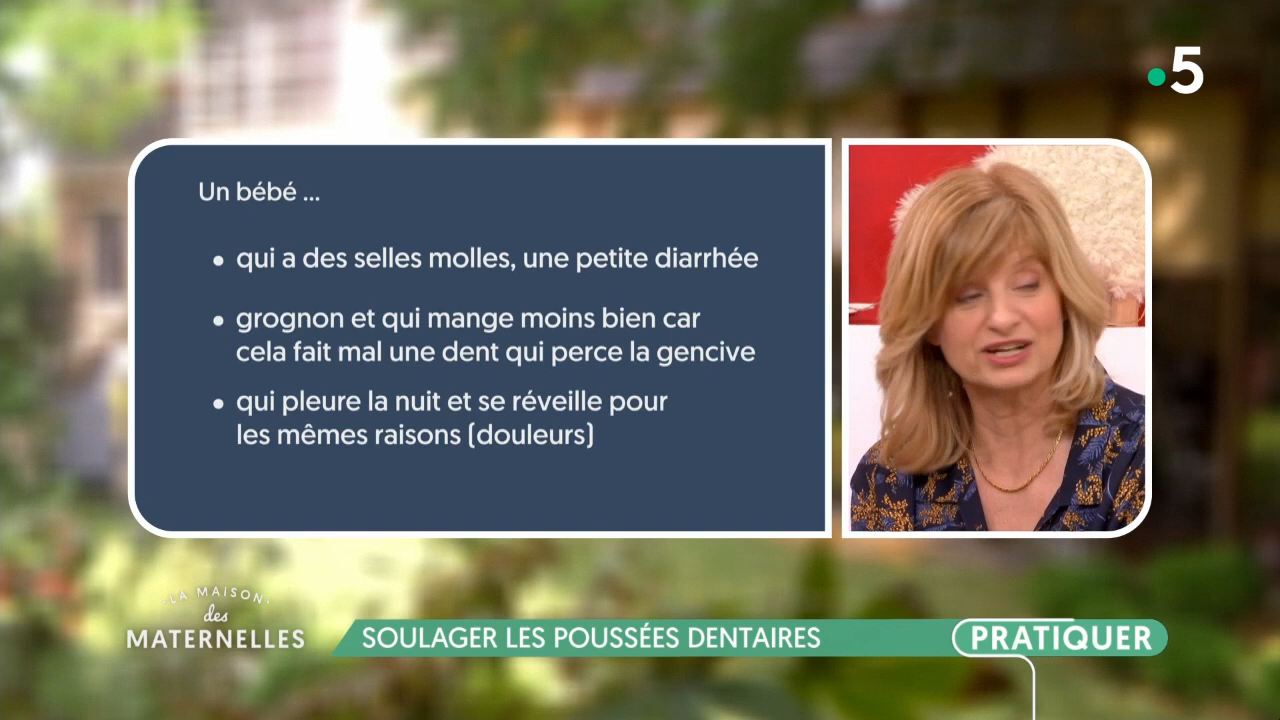 5
Un bébé ...
• qui a des selles molles, une petite diarrhée
• grognon et qui mange moins bien car
cela fait mal une dent qui perce la gencive
• qui pleure la nuit et se réveille pour
les mêmes raisons (douleurs)
LA MAISON
des
MATERNELLES
SOULAGER LES POUSSÉES DENTAIRES
PRATIQUER